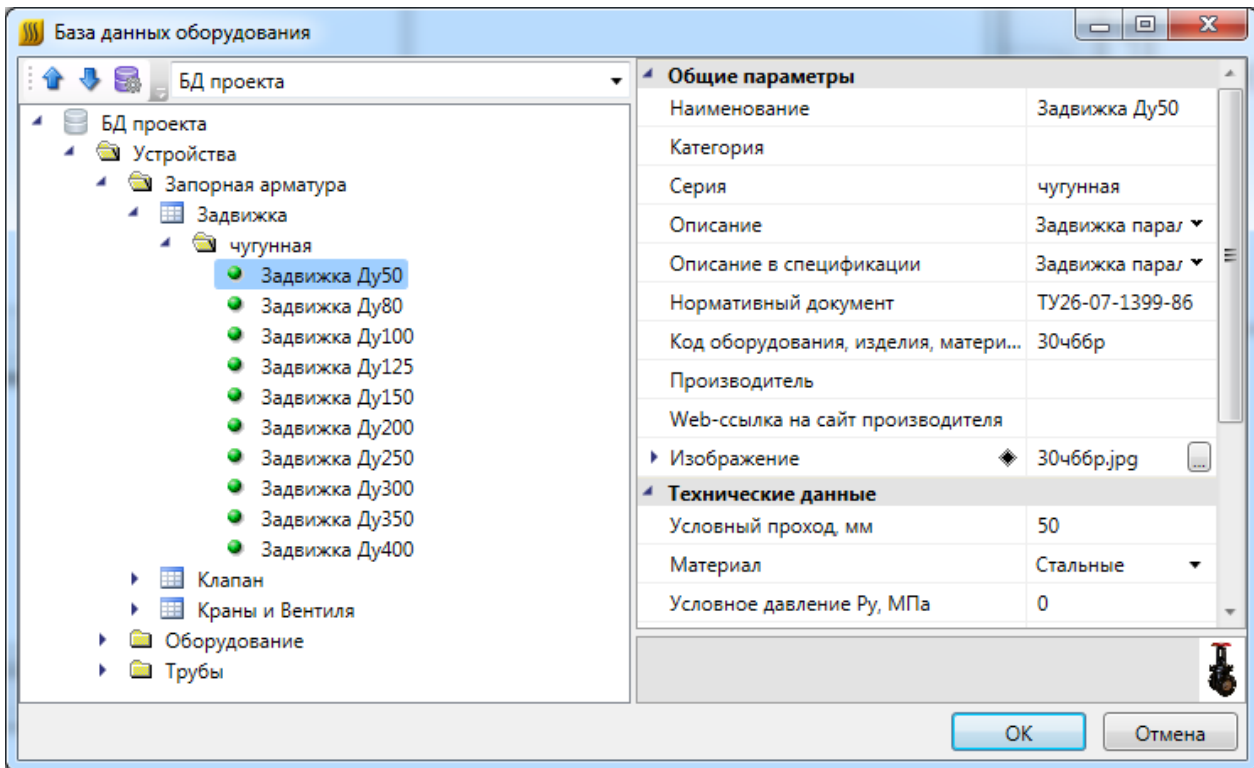 База данных оборудования
БД проекта
БД проекта
Устройства
Запорная арматура
Задвижка
чугунная
Задвижка Ду50
Задвижка Ду80
Задвижка Ду100
Задвижка Ду125
Задвижка Ду150
Задвижка Ду200
Задвижка Ду250
Задвижка Ду300
Задвижка Ду350
Задвижка Ду400
Клапан
Краны и Вентиля
Оборудование
Трубы
Общие параметры
Наименование Задвижка Ду50
Категория
Серия чугунная
Описание Задвижка парал
Описание в спецификации Задвижка парал
Нормативный документ ТУ26-07-1399-86
Код оборудования, изделия, матери... 30ч6бр
Производитель
Web-ссылка на сайт производителя
Изображение 30ч6бр.jpg ...
Технические данные
Условный проход, мм 50
Материал Стальные
Условное давление Ру, МПа 0
ОК Отмена